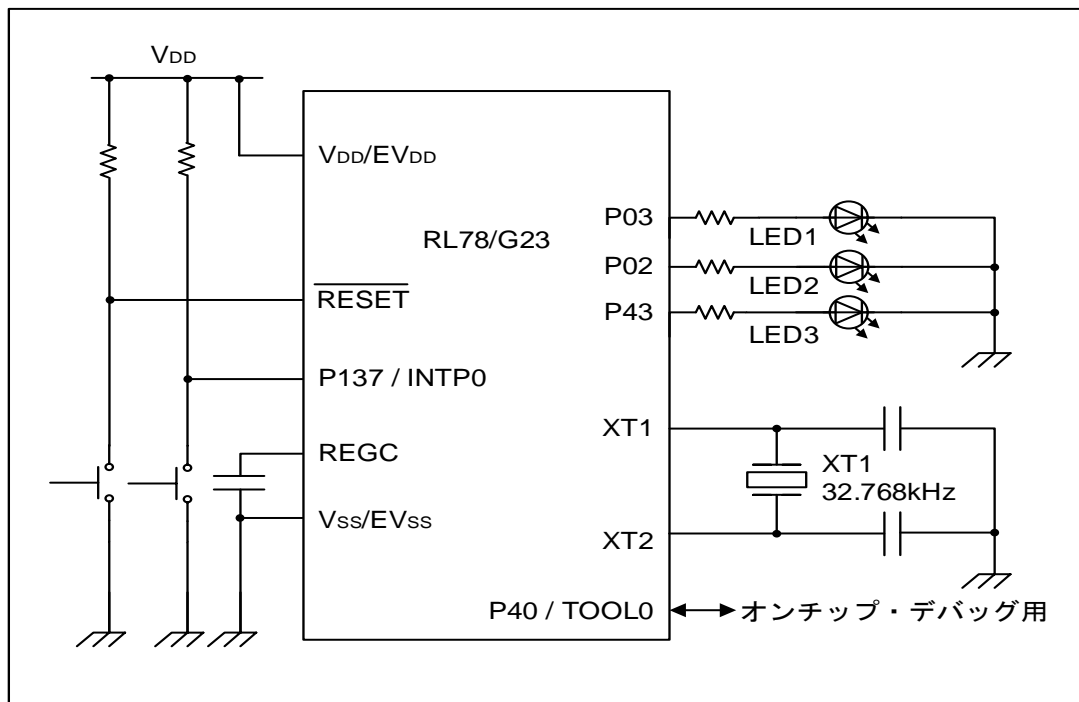 VDD
VDD/EVDD
RL78/G23
RESET
P137 / INTP0
REGC
VSS/EVSS
P03
LED1
P02
LED2
P43
LED3
XT1
XT1
32.768kHz
XT2
P40 / TOOL0
オンチップ・デバッグ用